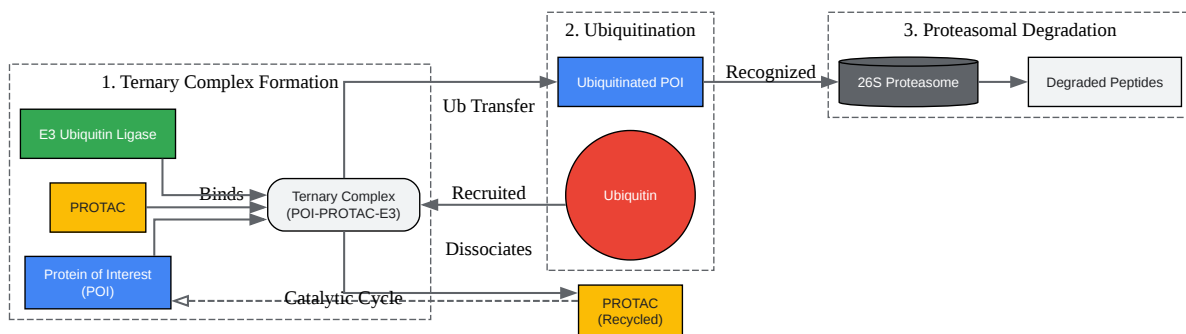 1. Ternary Complex Formation
E3 Ubiquitin Ligase
PROTAC
Protein of Interest
(POI)
Binds
Ternary Complex
(POI-PROTAC-E3)
Catalytic Cycle
Ub Transfer
Recruited
Dissociates
2. Ubiquitination
Ubiquitinated POI
Ubiquitin
PROTAC
(Recycled)
Recognized
3. Proteasomal Degradation
26S Proteasome
Degraded Peptides